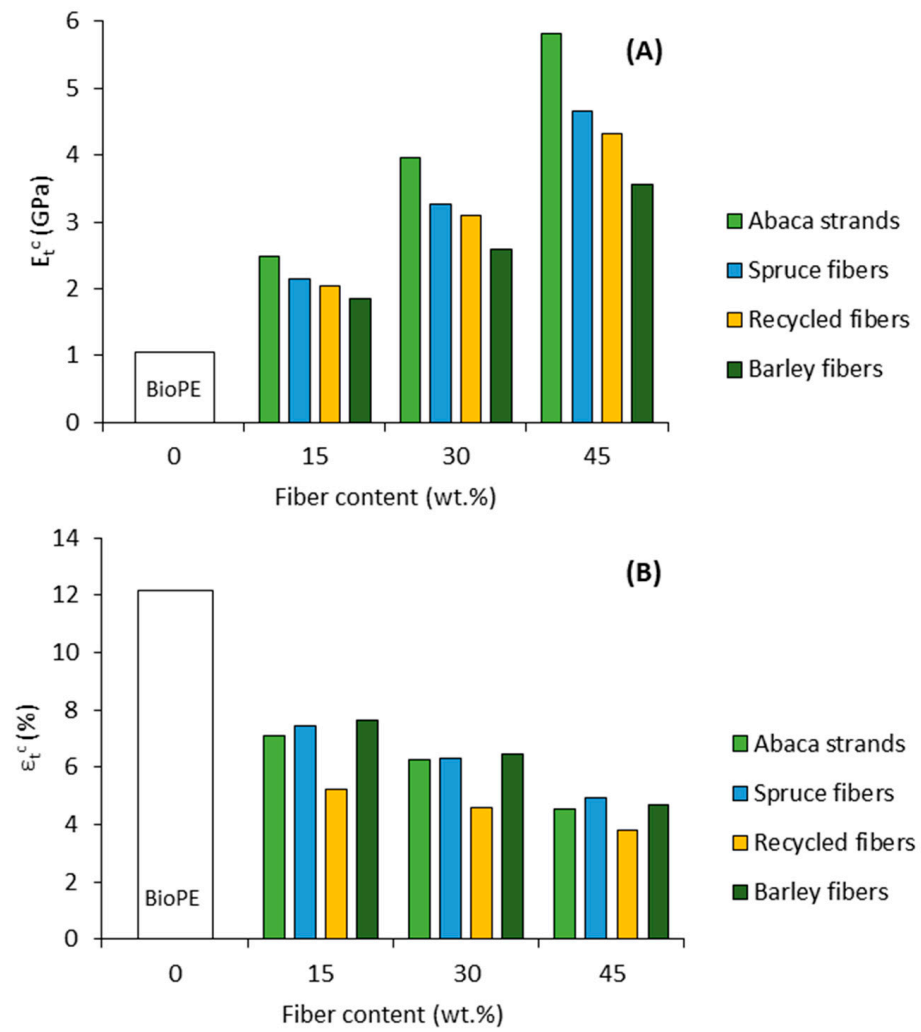 (A)
6
5
4
3
2
1
0
Eₜᶜ (GPa)
BioPE
0 15 30 45
Fiber content (wt.%)
Abaca strands
Spruce fibers
Recycled fibers
Barley fibers
(B)
14
12
10
8
6
4
2
0
εₜᶜ (%)
BioPE
0 15 30 45
Fiber content (wt.%)
Abaca strands
Spruce fibers
Recycled fibers
Barley fibers